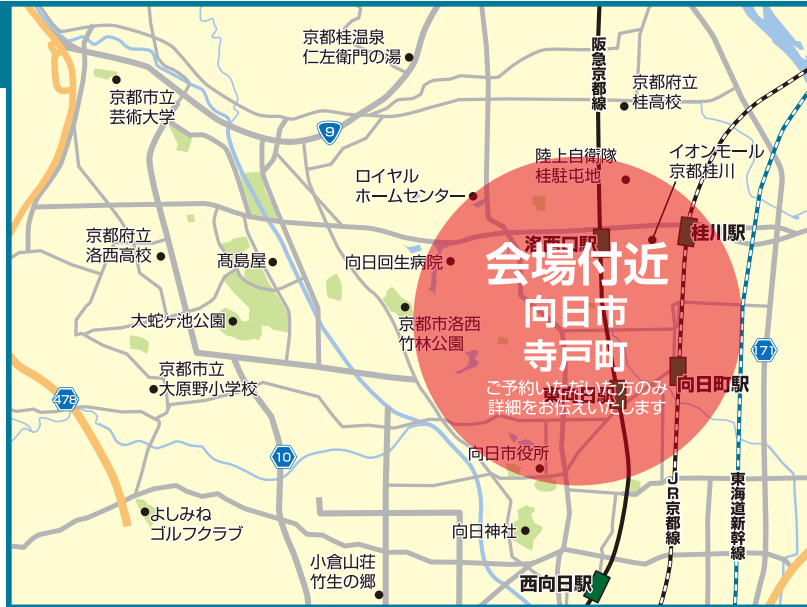 京都桂温泉
仁左衛門の湯
阪急京都線
京都府立
桂高校
京都市立
芸術大学
9
陸上自衛隊
桂駐屯地
イオンモール
京都桂川
ロイヤル
ホームセンター
京都府立
洛西高校
髙島屋
向日回生病院
洛西口駅
桂川駅
会場付近
向日市
寺戸町
ご予約いただいた方のみ
詳細をお伝えいたします
大蛇ヶ池公園
京都市洛西
竹林公園
171
京都市立
大原野小学校
東向日駅
向日町駅
478
10
向日市役所
JR京都線
東海道新幹線
よしみね
ゴルフクラブ
向日神社
小倉山荘
竹生の郷
西向日駅